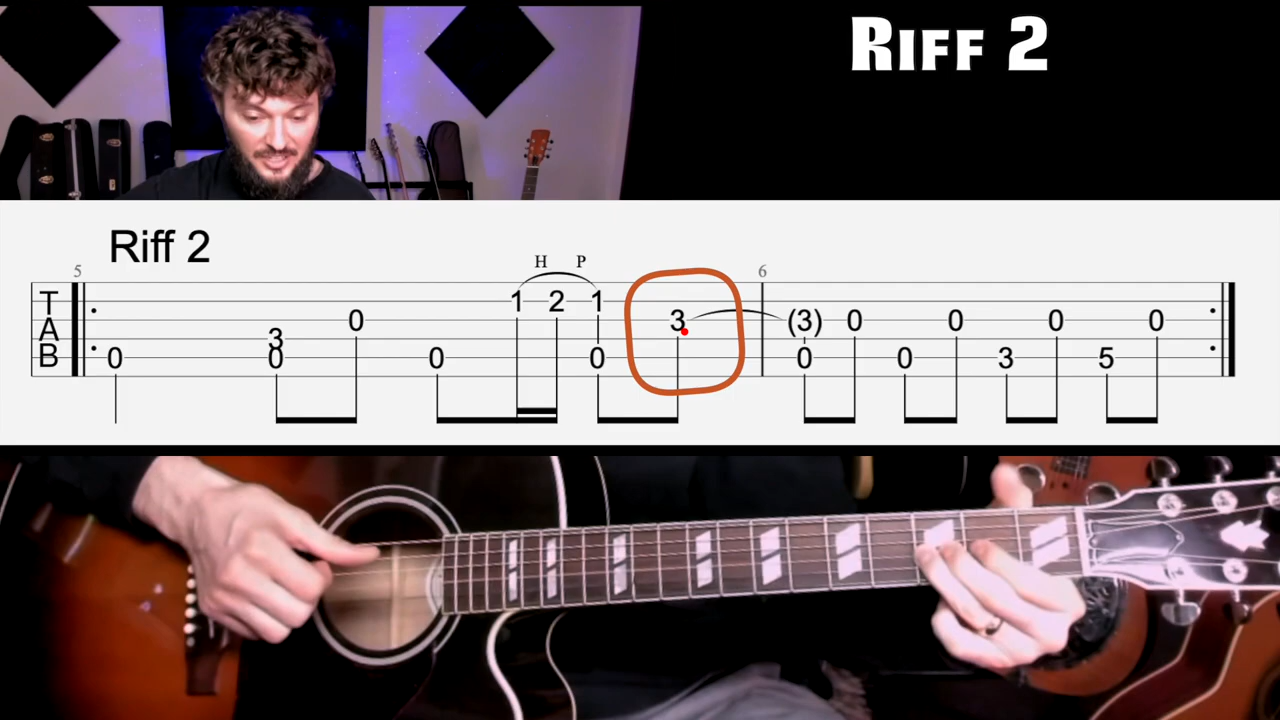 Riff 2
Riff 2
5 H P 6
T 1 2 1
A 3 0 3 (3) 0 0 0 0
B 0 0 0 0 0 0 3 5